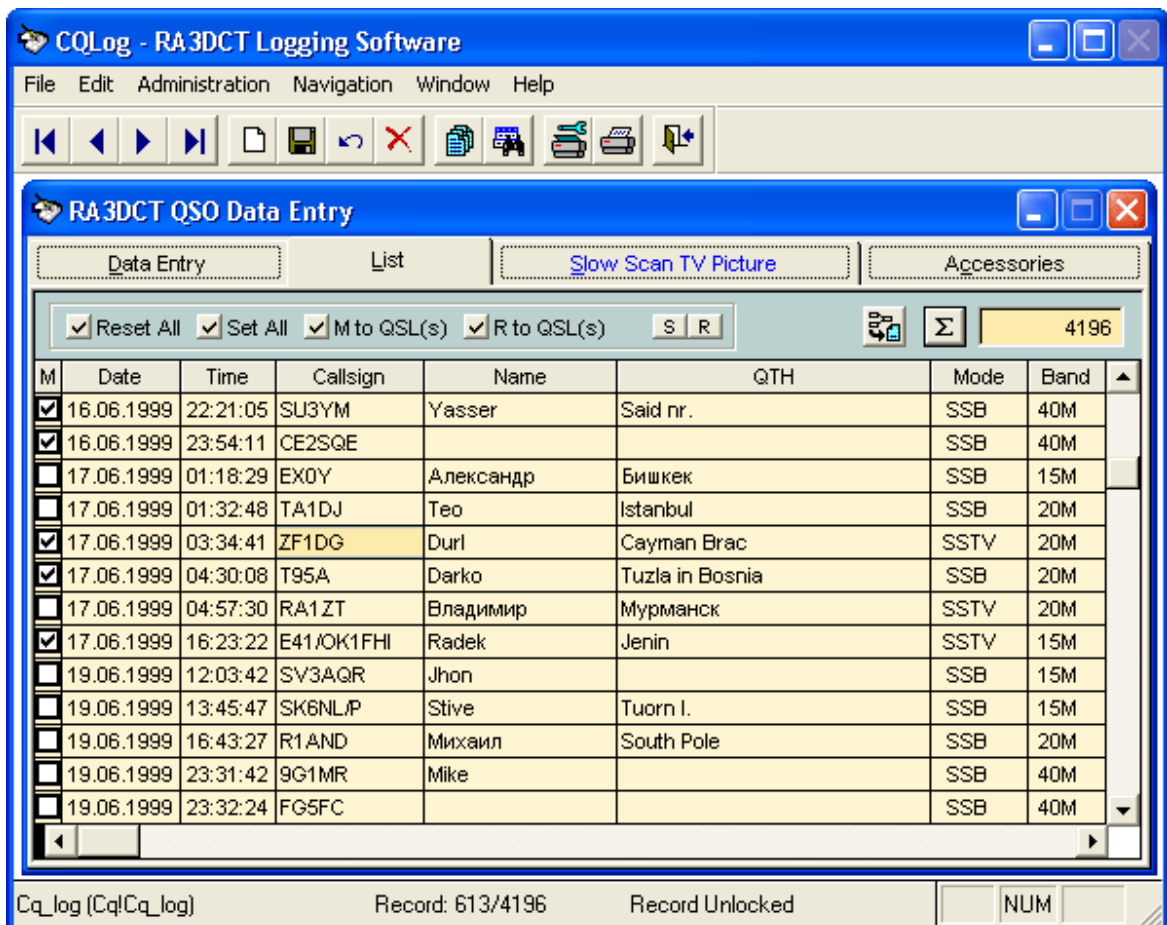 CQLog - RA3DCT Logging Software
File Edit Administration Navigation Window Help
RA3DCT QSO Data Entry
Data Entry List Slow Scan TV Picture Accessories
Reset All Set All M to QSL(s) R to QSL(s) S R Σ 4196
M Date Time Callsign Name QTH Mode Band
16.06.1999 22:21:05 SU3YM Yasser Said nr. SSB 40M
16.06.1999 23:54:11 CE2SQE SSB 40M
17.06.1999 01:18:29 EX0Y Александр Бишкек SSB 15M
17.06.1999 01:32:48 TA1DJ Teo Istanbul SSB 20M
17.06.1999 03:34:41 ZF1DG Durl Cayman Brac SSTV 20M
17.06.1999 04:30:08 T95A Darko Tuzla in Bosnia SSB 20M
17.06.1999 04:57:30 RA1ZT Владимир Мурманск SSTV 20M
17.06.1999 16:23:22 E41/OK1FHI Radek Jenin SSTV 15M
19.06.1999 12:03:42 SV3AQR Jhon SSB 15M
19.06.1999 13:45:47 SK6NL/P Stive Tuorn I. SSB 15M
19.06.1999 16:43:27 R1AND Михаил South Pole SSB 20M
19.06.1999 23:31:42 9G1MR Mike SSB 40M
19.06.1999 23:32:24 FG5FC SSB 40M
Cq_log (Cq!Cq_log) Record: 613/4196 Record Unlocked NUM